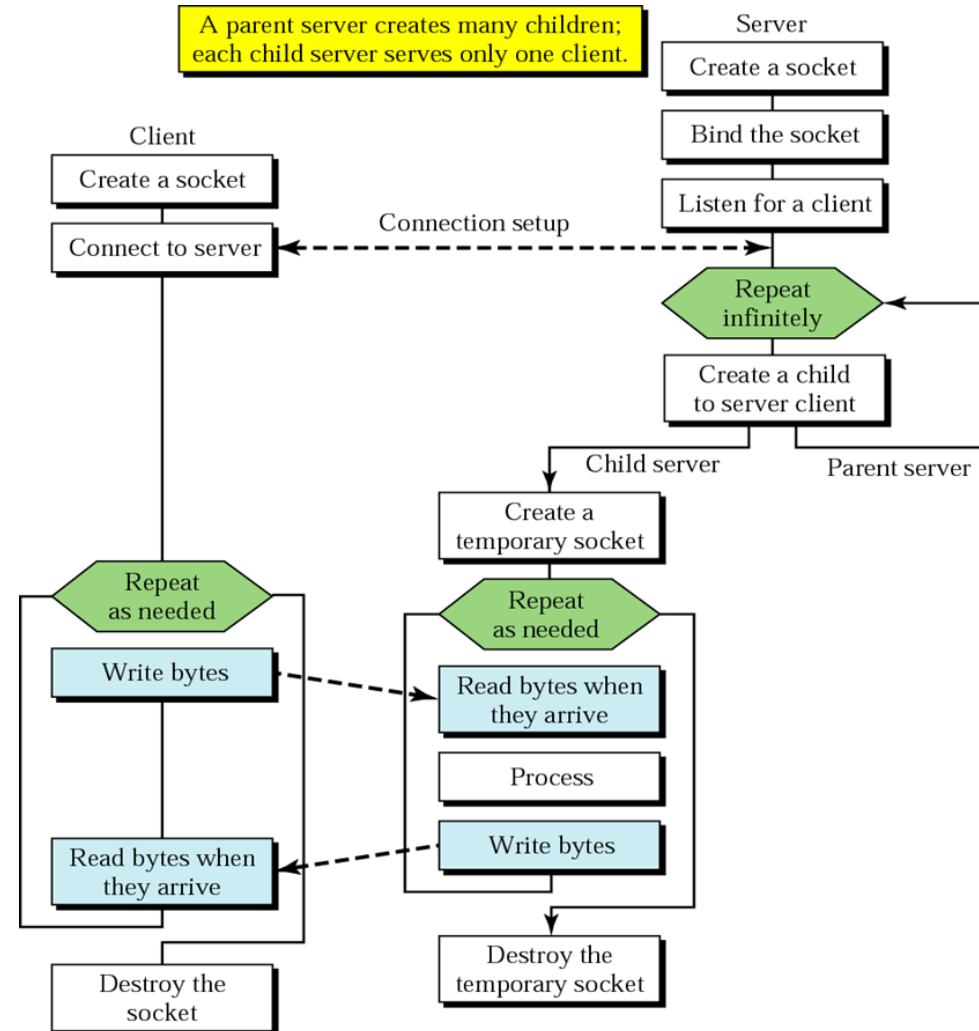 A parent server creates many children;
each child server serves only one client.
Server
Create a socket
Bind the socket
Listen for a client
Client
Create a socket
Connect to server
Connection setup
Repeat
infinitely
Create a child
to server client
Child server
Parent server
Create a
temporary socket
Repeat
as needed
Write bytes
Read bytes when
they arrive
Destroy the
socket
Repeat
as needed
Read bytes when
they arrive
Process
Write bytes
Destroy the
temporary socket